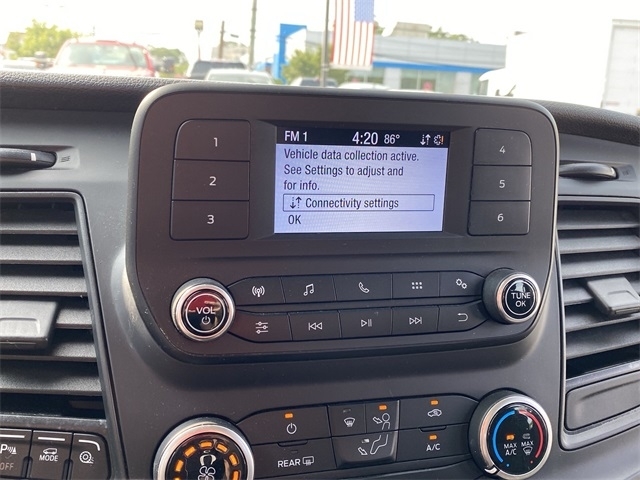 FM 1 4:20 86°
Vehicle data collection active.
See Settings to adjust and
for info.
Connectivity settings
OK
1
2
3
4
5
6
VOL
TUNE
OK
REAR
A/C
MAX
A/C
MAX
P
OFF
MODE